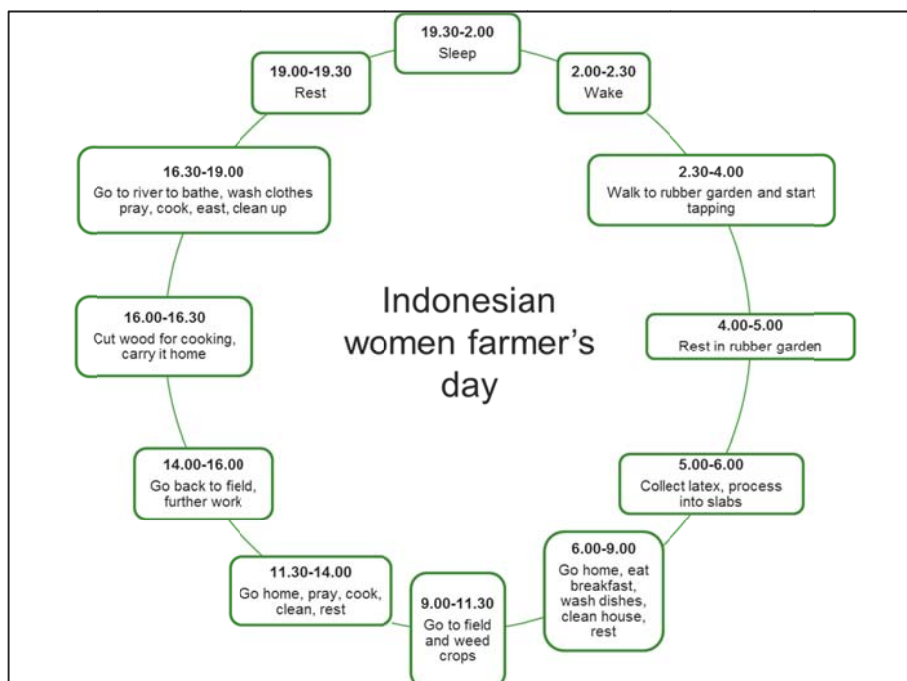 19.30-2.00
Sleep
2.00-2.30
Wake
2.30-4.00
Walk to rubber garden and start
tapping
4.00-5.00
Rest in rubber garden
5.00-6.00
Collect latex, process
into slabs
6.00-9.00
Go home, eat
breakfast,
wash dishes,
clean house,
rest
9.00-11.30
Go to field
and weed
crops
11.30-14.00
Go home, pray, cook,
clean, rest
14.00-16.00
Go back to field,
further work
16.00-16.30
Cut wood for cooking,
carry it home
16.30-19.00
Go to river to bathe, wash clothes
pray, cook, east, clean up
19.00-19.30
Rest
Indonesian
women farmer's
day